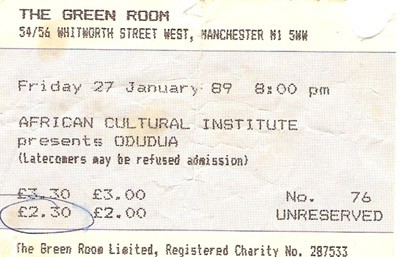 THE GREEN ROOM
54/56 WHITWORTH STREET WEST, MANCHESTER M1 5WW
Friday 27 January 89 8:00 pm
AFRICAN CULTURAL INSTITUTE
presents ODUDUA
(Latecomers may be refused admission)
£3.30 £3.00 No. 76
£2.30 £2.00 UNRESERVED
The Green Room Limited, Registered Charity No. 287533